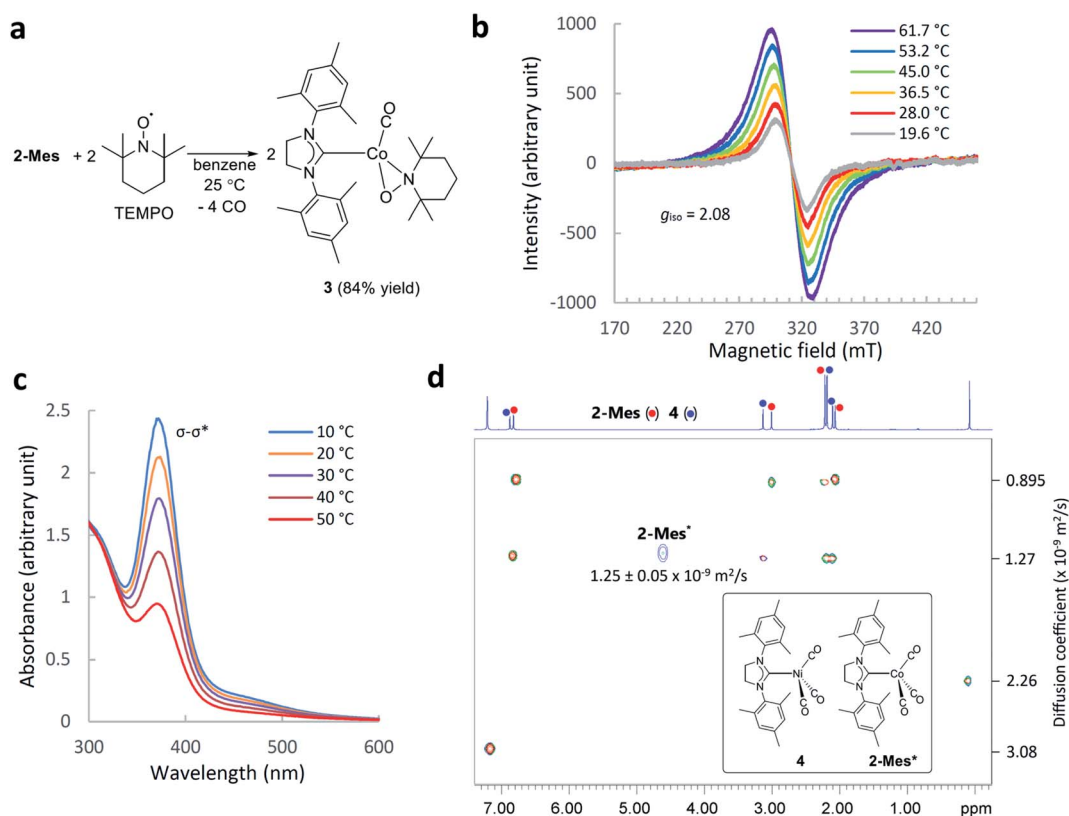 a
2-Mes + 2
O•
N
TEMPO
benzene
25 °C
- 4 CO
2
N
N
CO
Co
O
N
3 (84% yield)
b
Intensity (arbitrary unit)
1000
500
0
-500
-1000
61.7 °C
53.2 °C
45.0 °C
36.5 °C
28.0 °C
19.6 °C
giso = 2.08
170 220 270 320 370 420
Magnetic field (mT)
c
Absorbance (arbitrary unit)
2.5
2
1.5
1
0.5
0
σ-σ*
10 °C
20 °C
30 °C
40 °C
50 °C
300 400 500 600
Wavelength (nm)
d
2-Mes (●) 4 (●)
2-Mes*
1.25 ± 0.05 x 10-9 m2/s
N
N
Ni
CO
CO
CO
4
N
N
Co
CO
CO
CO
2-Mes*
0.895
1.27
2.26
3.08
Diffusion coefficient (x 10-9 m2/s)
7.00 6.00 5.00 4.00 3.00 2.00 1.00 ppm